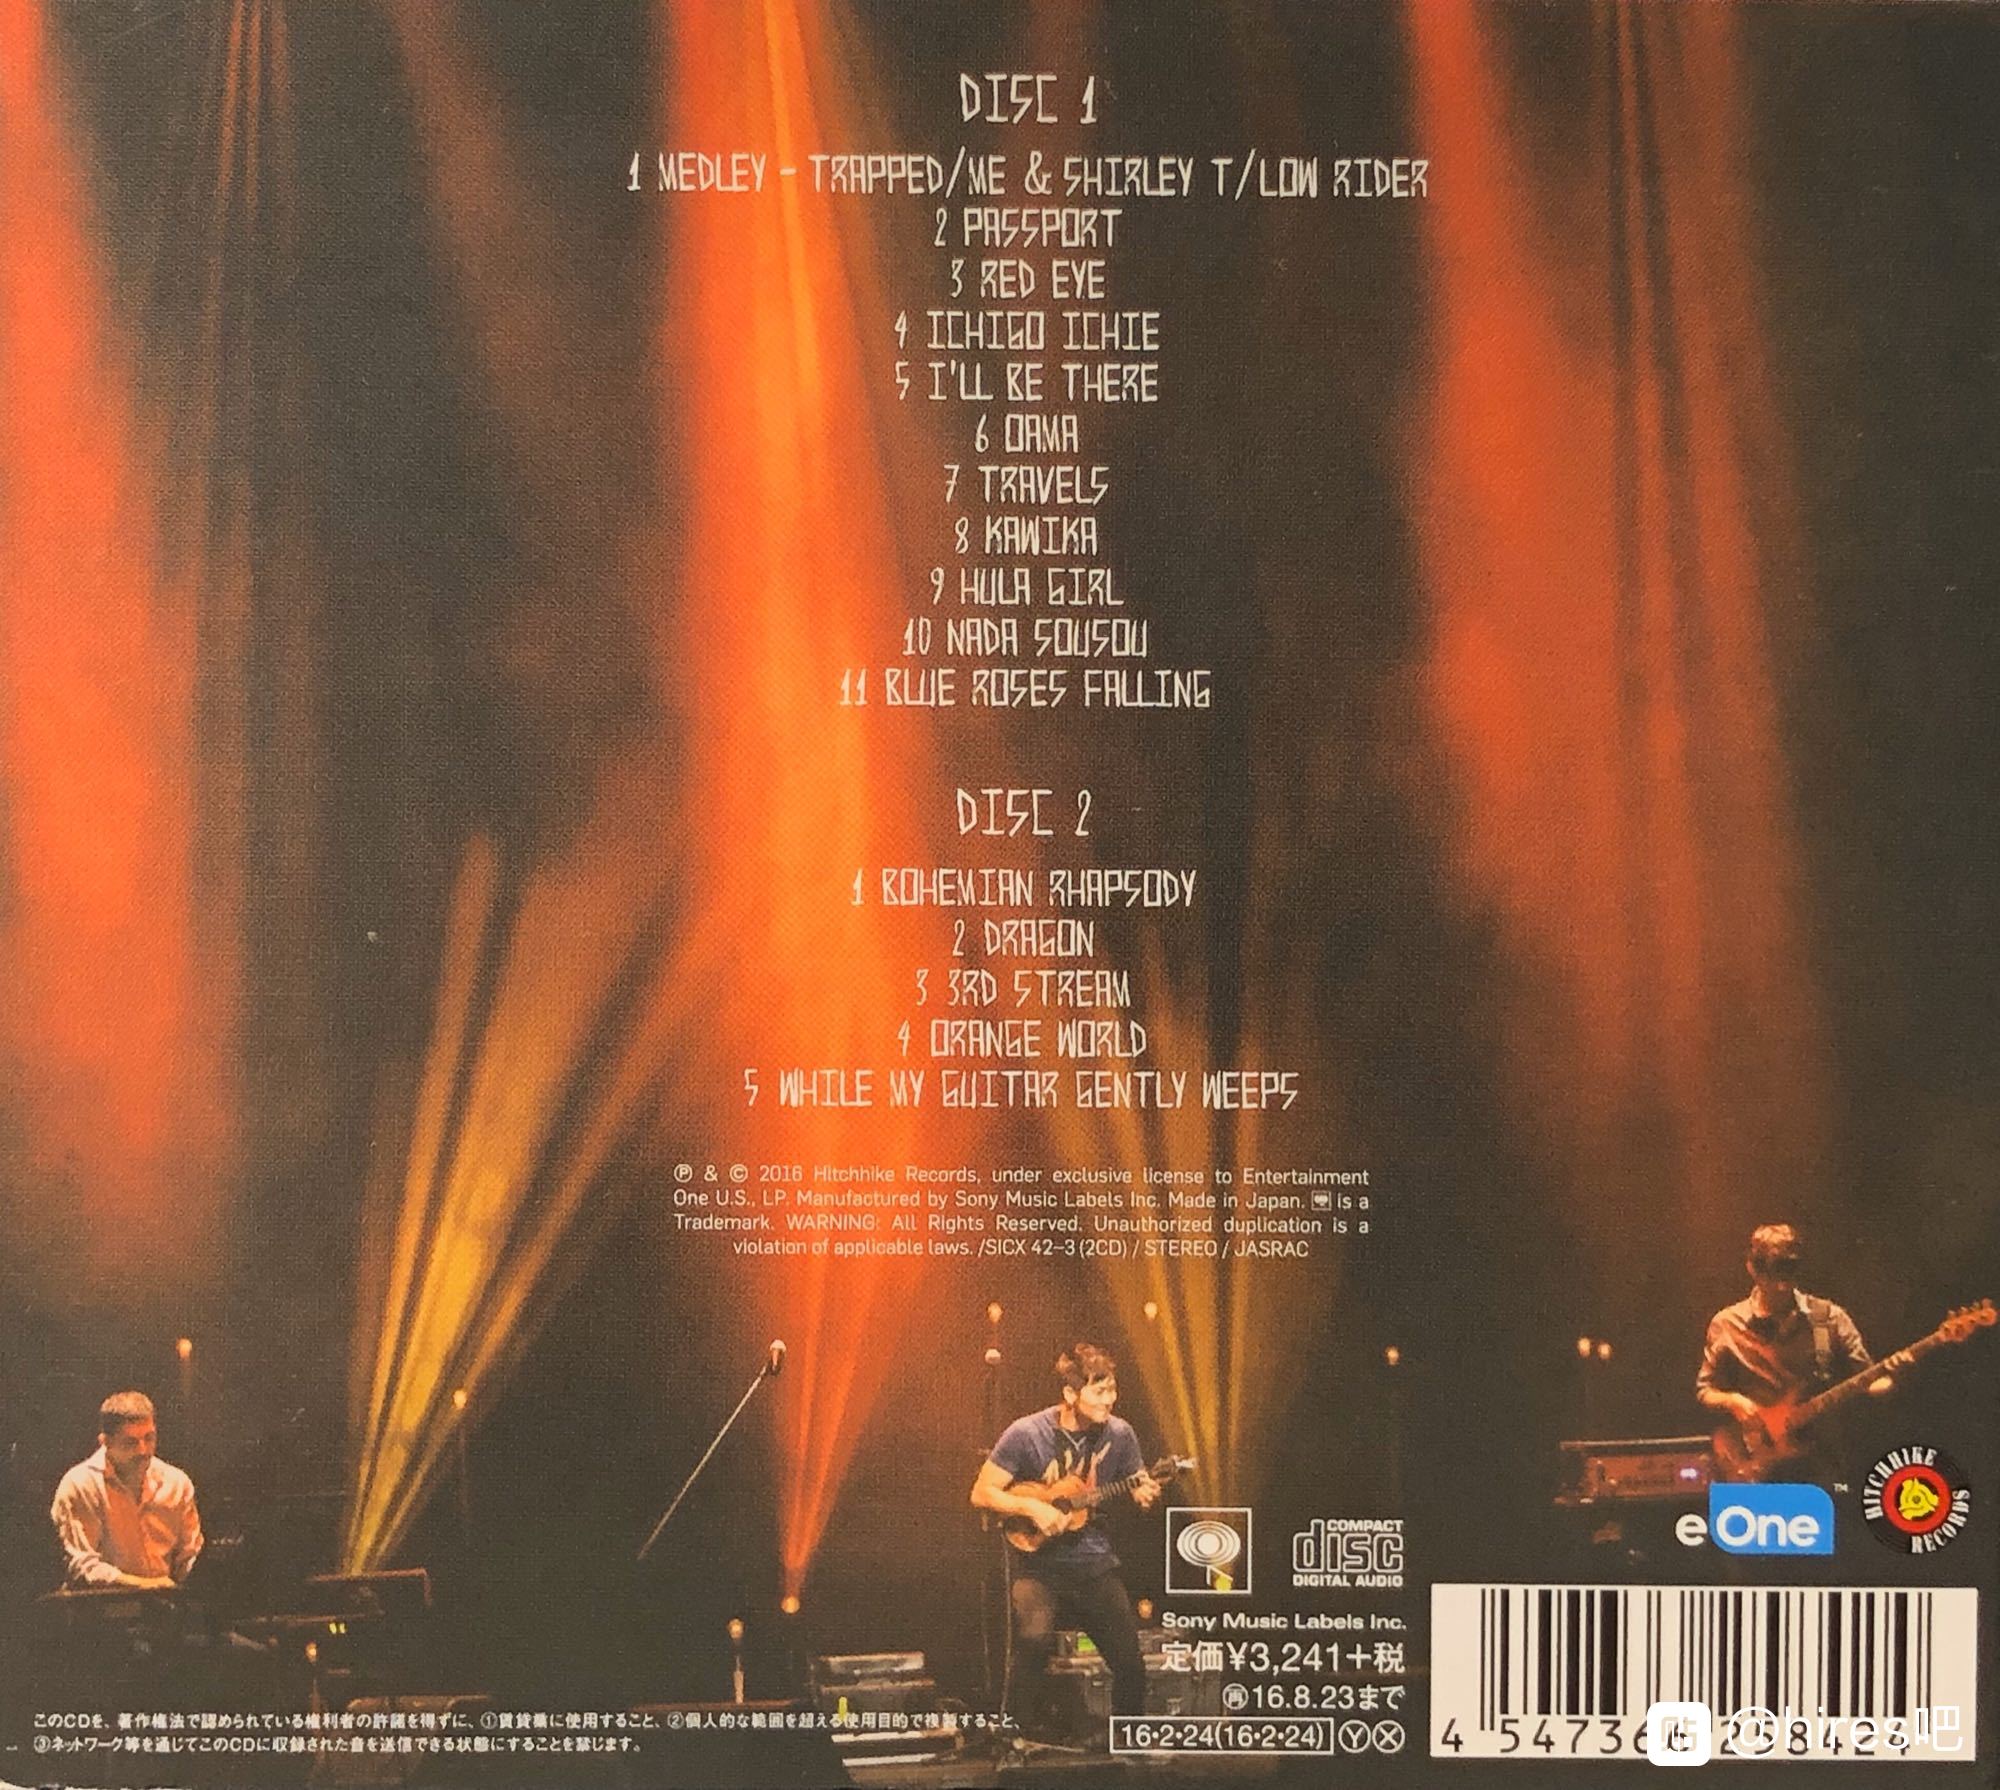 DISC 1
1 MEDLEY - TRAPPED/ME & SHIRLEY T/LOW RIDER
2 PASSPORT
3 RED EYE
4 ICHIGO ICHIE
5 I'LL BE THERE
6 OAMA
7 TRAVELS
8 KAWIKA
9 HULA GIRL
10 NADA SOUSOU
11 BLUE ROSES FALLING
DISC 2
1 BOHEMIAN RHAPSODY
2 DRAGON
3 3RD STREAM
4 ORANGE WORLD
5 WHILE MY GUITAR GENTLY WEEPS
℗ & © 2016 Hitchhike Records, under exclusive license to Entertainment
One U.S., LP. Manufactured by Sony Music Labels Inc. Made in Japan. is a
Trademark. WARNING: All Rights Reserved. Unauthorized duplication is a
violation of applicable laws. /SICX 42–3 (2CD) / STEREO / JASRAC
eOne™
HITCHHIKE RECORDS
COMPACT
disc
DIGITAL AUDIO
Sony Music Labels Inc.
定価¥3,241+税
再16.8.23まで
16・2・24(16・2・24) Ⓨ Ⓧ
このCDを、著作権法で認められている権利者の許諾を得ずに、①賃貸業に使用すること、②個人的な範囲を超える使用目的で複製すること、
③ネットワーク等を通じてこのCDに収録された音を送信できる状態にすることを禁じます。
4 547366 258424
贴 @hires吧